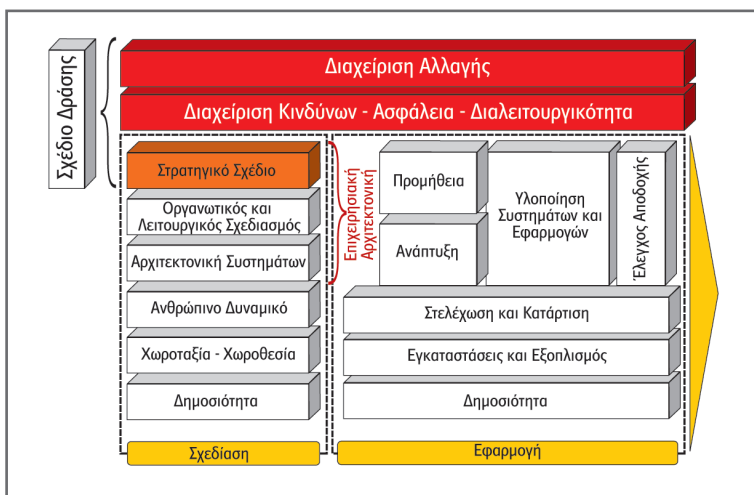 Σχέδιο Δράσης
Διαχείριση Αλλαγής
Διαχείριση Κινδύνων - Ασφάλεια - Διαλειτουργικότητα
Στρατηγικό Σχέδιο
Οργανωτικός και
Λειτουργικός Σχεδιασμός
Αρχιτεκτονική Συστημάτων
Ανθρώπινο Δυναμικό
Χωροταξία - Χωροθεσία
Δημοσιότητα
Σχεδίαση
Επιχειρησιακή
Αρχιτεκτονική
Προμήθεια
Ανάπτυξη
Υλοποίηση
Συστημάτων και
Εφαρμογών
Έλεγχος Αποδοχής
Στελέχωση και Κατάρτιση
Εγκαταστάσεις και Εξοπλισμός
Δημοσιότητα
Εφαρμογή